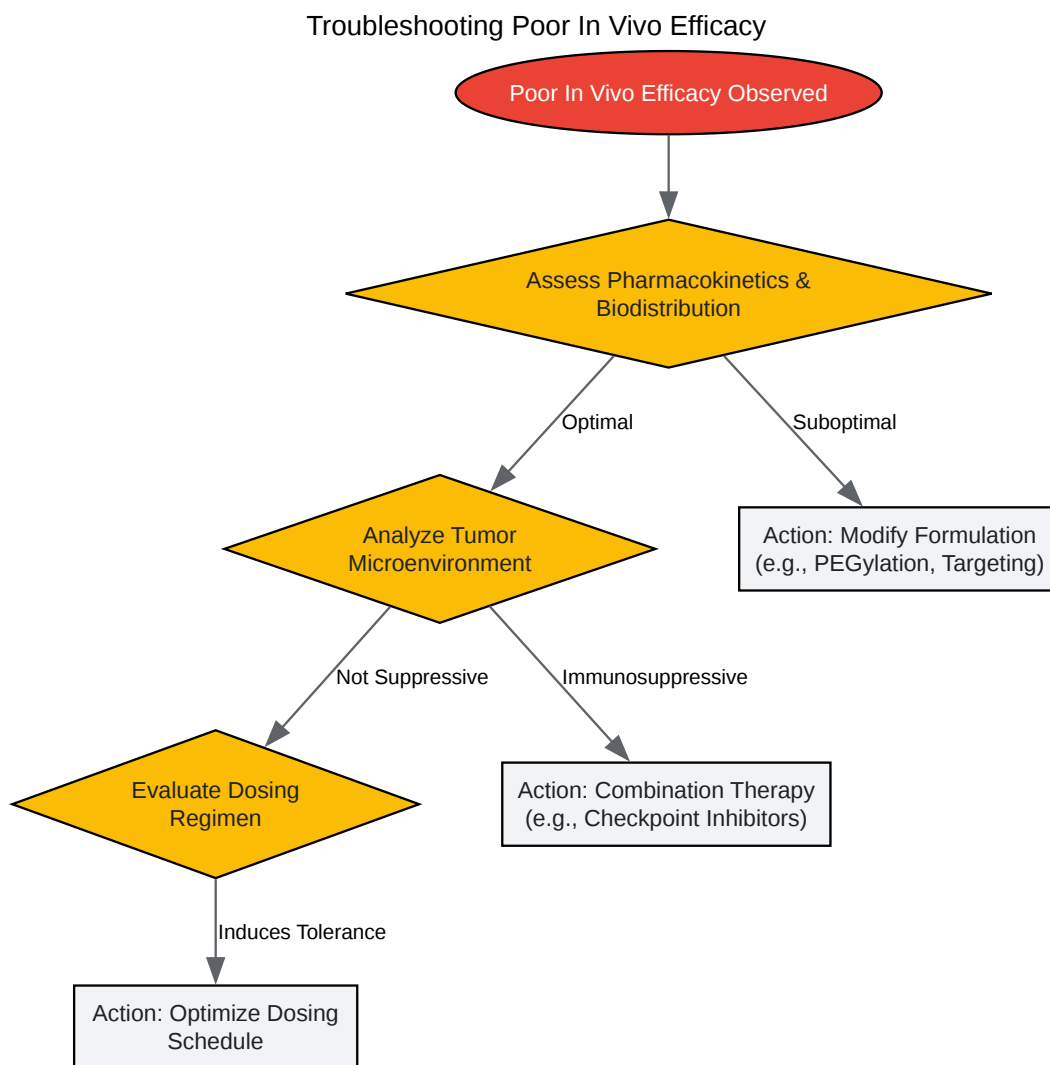 Troubleshooting Poor In Vivo Efficacy
Poor In Vivo Efficacy Observed
Assess Pharmacokinetics &
Biodistribution
Optimal
Suboptimal
Analyze Tumor
Microenvironment
Action: Modify Formulation
(e.g., PEGylation, Targeting)
Not Suppressive
Immunosuppressive
Evaluate Dosing
Regimen
Action: Combination Therapy
(e.g., Checkpoint Inhibitors)
Induces Tolerance
Action: Optimize Dosing
Schedule